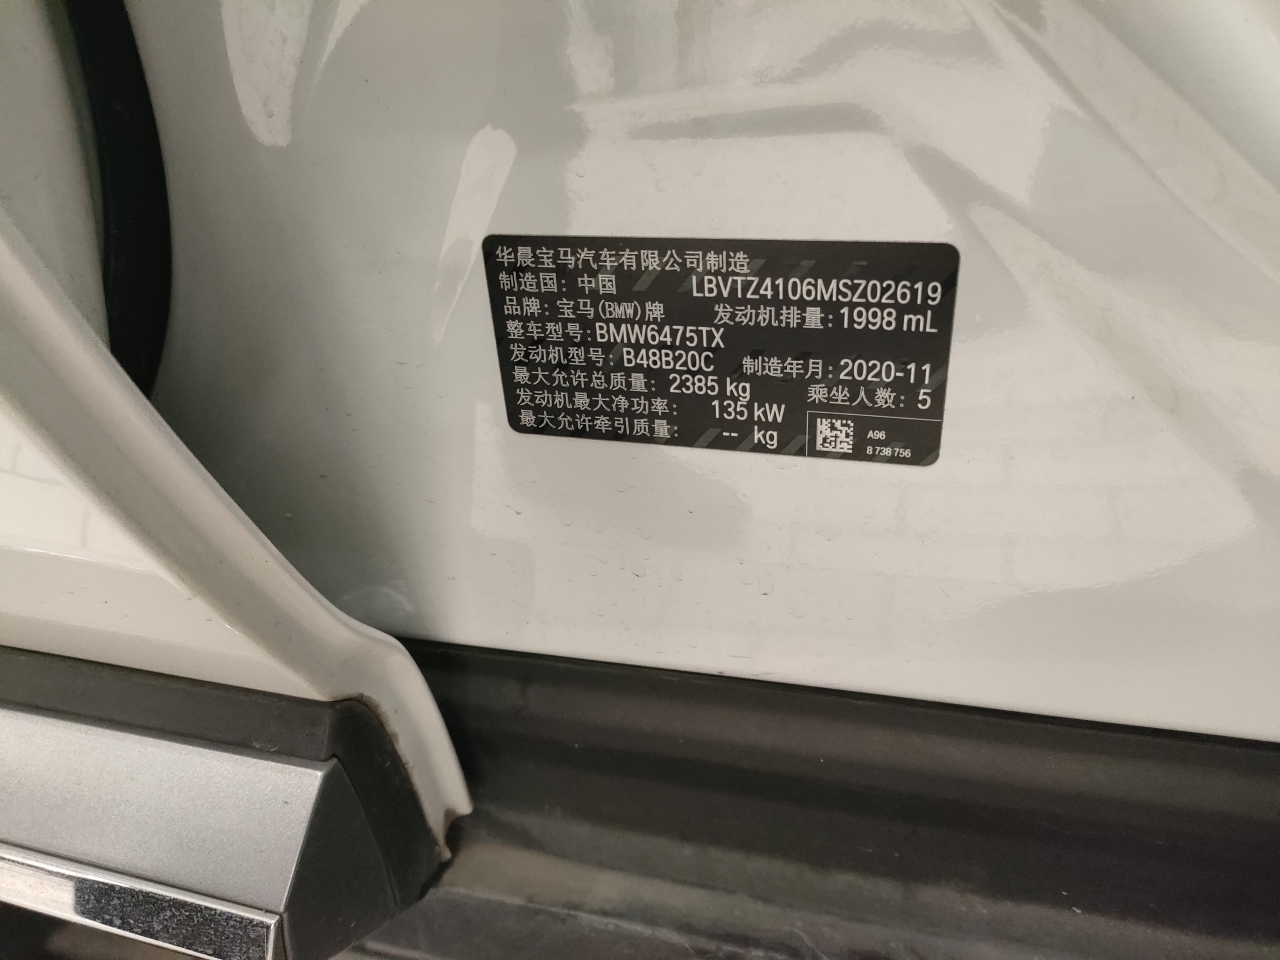 华晨宝马汽车有限公司制造
制造国: 中国 LBVTZ4106MSZ02619
品牌: 宝马(BMW)牌 发动机排量: 1998 mL
整车型号: BMW6475TX
发动机型号: B48B20C 制造年月: 2020-11
最大允许总质量: 2385 kg 乘坐人数: 5
发动机最大净功率: 135 kW
最大允许牵引质量: -- kg
A96
8 738 756